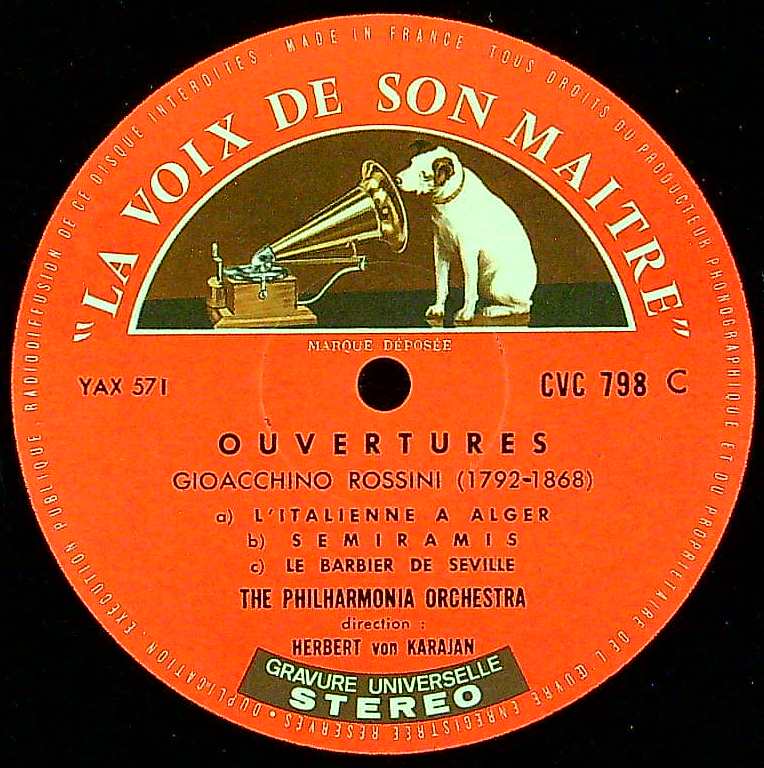 MADE IN FRANCE · TOUS DROITS DU PRODUCTEUR PHONOGRAPHIQUE ET DU PROPRIETAIRE DE L'ŒUVRE ENREGISTRÉE RÉSERVÉS · DUPLICATION · EXÉCUTION PUBLIQUE · RADIODIFFUSION DE CE DISQUE INTERDITES ·
"LA VOIX DE SON MAITRE"
MARQUE DÉPOSÉE
YAX 571
CVC 798 C
OUVERTURES
GIOACCHINO ROSSINI (1792-1868)
a) L'ITALIENNE A ALGER
b) SEMIRAMIS
c) LE BARBIER DE SEVILLE
THE PHILHARMONIA ORCHESTRA
direction :
HERBERT von KARAJAN
GRAVURE UNIVERSELLE
STEREO